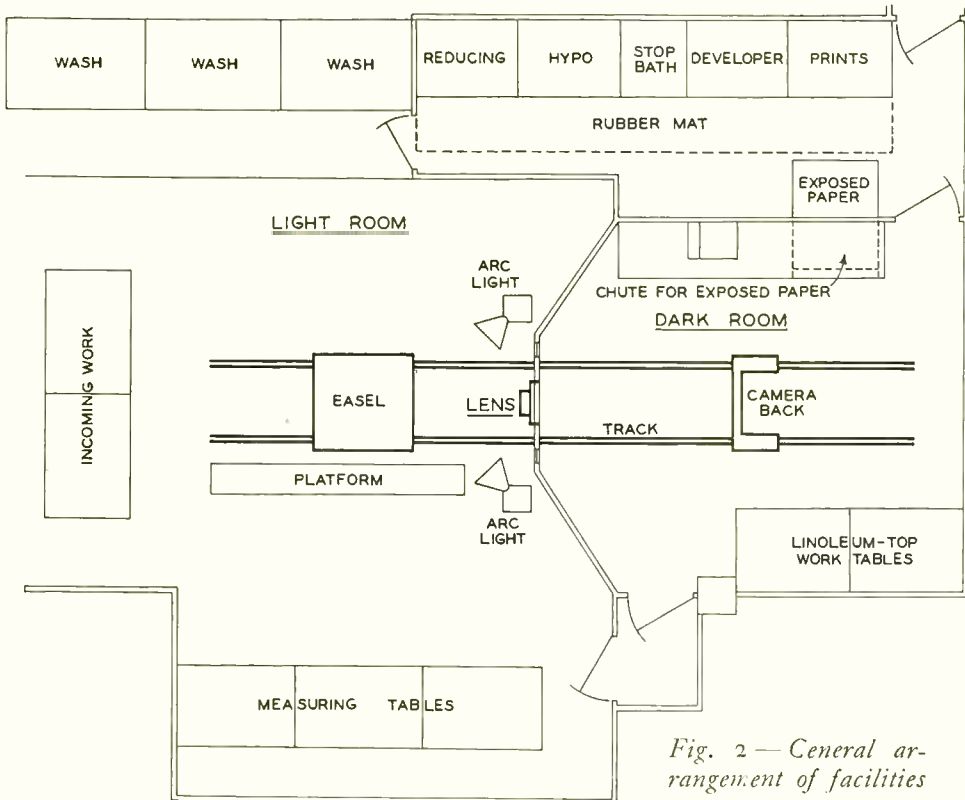 WASH
WASH
WASH
REDUCING
HYPO
STOP
BATH
DEVELOPER
PRINTS
RUBBER MAT
EXPOSED
PAPER
LIGHT ROOM
ARC
LIGHT
CHUTE FOR EXPOSED PAPER
DARK ROOM
INCOMING WORK
EASEL
LENS
TRACK
CAMERA
BACK
PLATFORM
ARC
LIGHT
LINOLEUM-TOP
WORK TABLES
MEASURING TABLES
Fig. 2 — General ar-
rangement of facilities